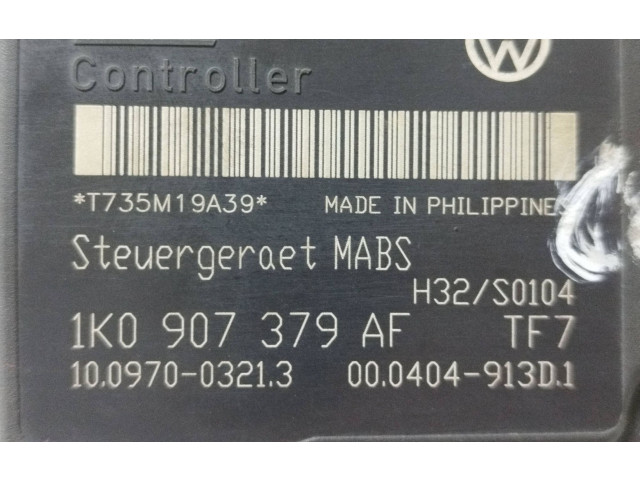 Controller
*T735M19A39* MADE IN PHILIPPINES
Steuergeraet MABS
H32/S0104
1K0 907 379 AF TF7
10.0970-0321.3 00.0404-913D.1